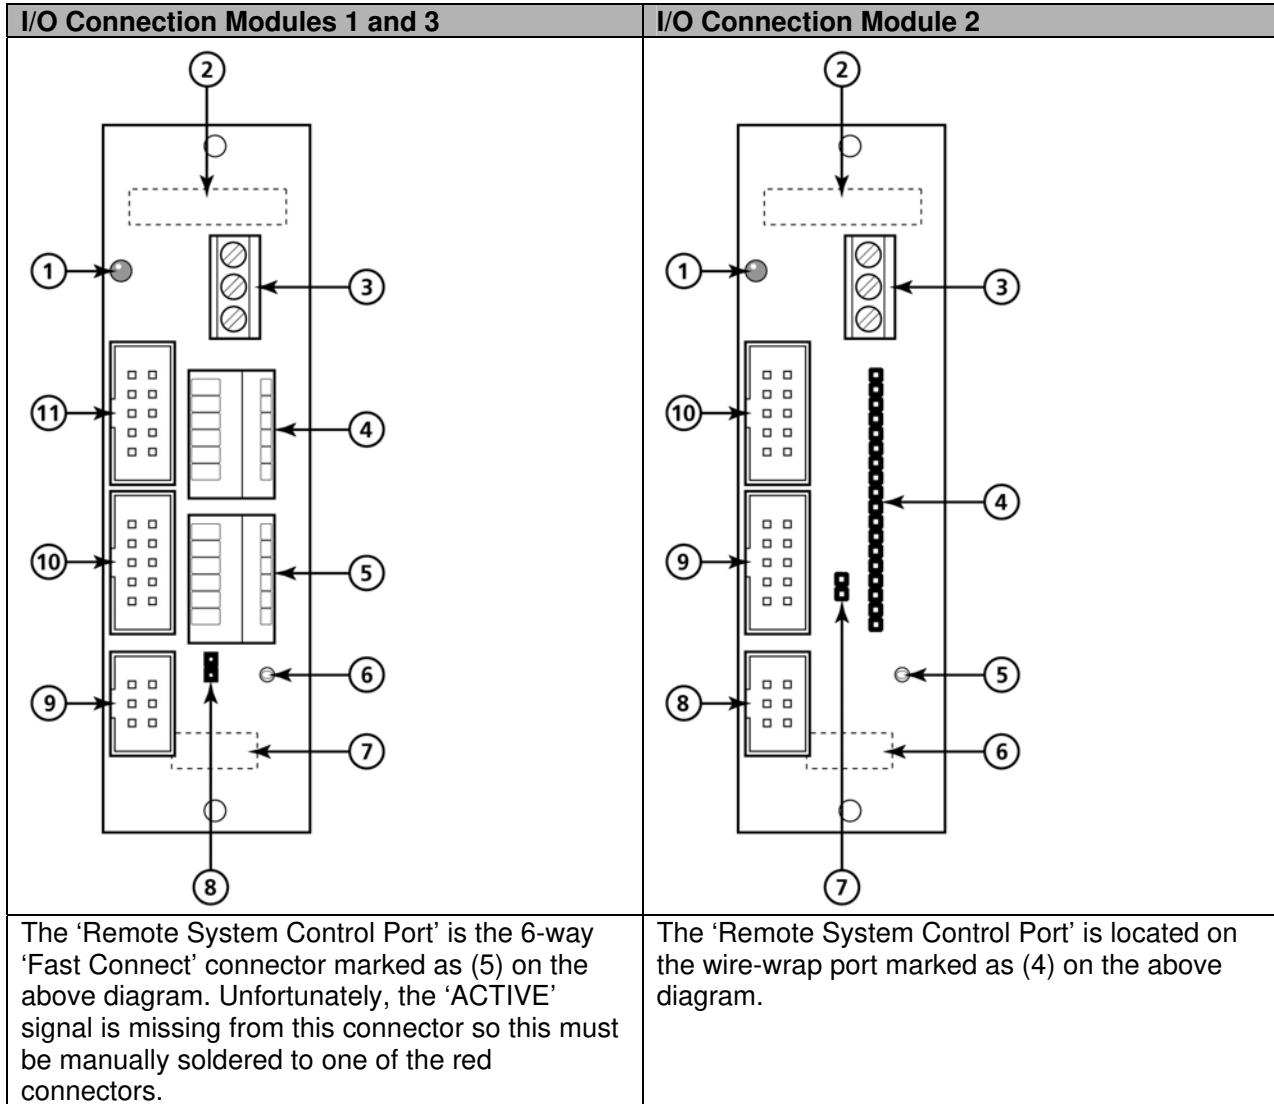 I/O Connection Modules 1 and 3
I/O Connection Module 2
2
1
3
11
4
10
5
6
9
7
8
2
1
3
10
4
9
5
8
6
7
The ‘Remote System Control Port’ is the 6-way
‘Fast Connect’ connector marked as (5) on the
above diagram. Unfortunately, the ‘ACTIVE’
signal is missing from this connector so this must
be manually soldered to one of the red
connectors.
The ‘Remote System Control Port’ is located on
the wire-wrap port marked as (4) on the above
diagram.